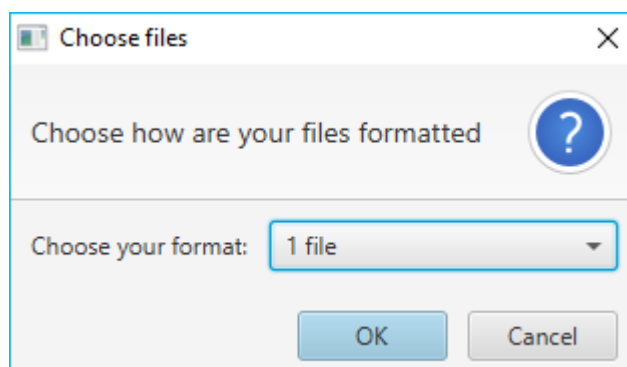 Choose files
Choose how are your files formatted
?
Choose your format: 1 file
OK Cancel